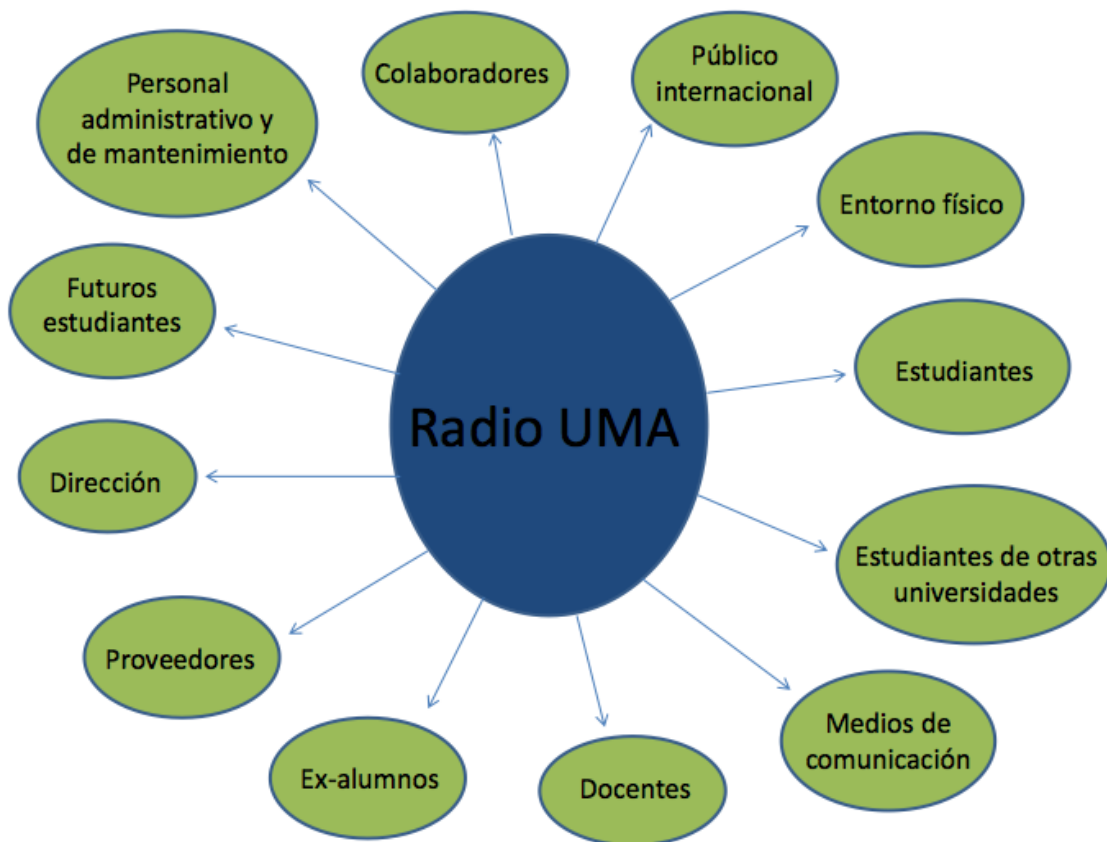 Personal
administrativo y
de mantenimiento
Colaboradores
Público
internacional
Entorno físico
Futuros
estudiantes
Estudiantes
Radio UMA
Dirección
Estudiantes de otras
universidades
Proveedores
Medios de
comunicación
Ex-alumnos
Docentes